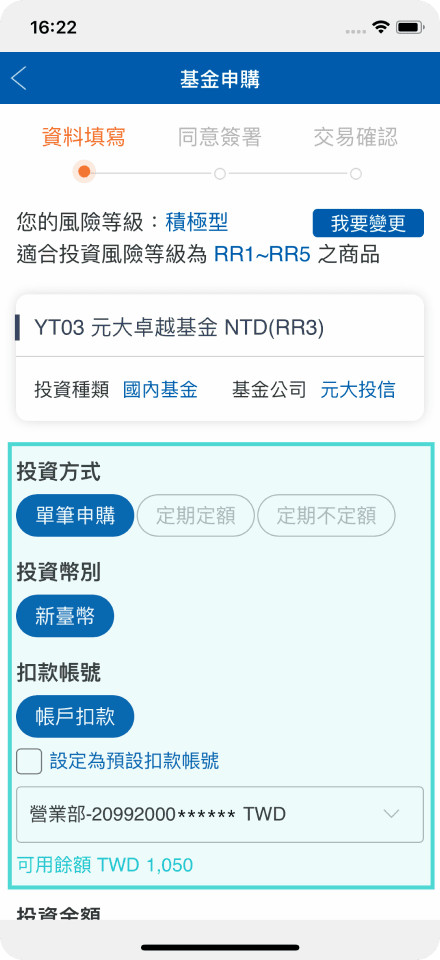 16:22
基金申購
資料填寫 同意簽署 交易確認
您的風險等級：積極型 我要變更
適合投資風險等級為 RR1~RR5 之商品
YT03 元大卓越基金 NTD(RR3)
投資種類 國內基金 基金公司 元大投信
投資方式
單筆申購 定期定額 定期不定額
投資幣別
新臺幣
扣款帳號
帳戶扣款
設定為預設扣款帳號
營業部-20992000****** TWD
可用餘額 TWD 1,050
投資金額